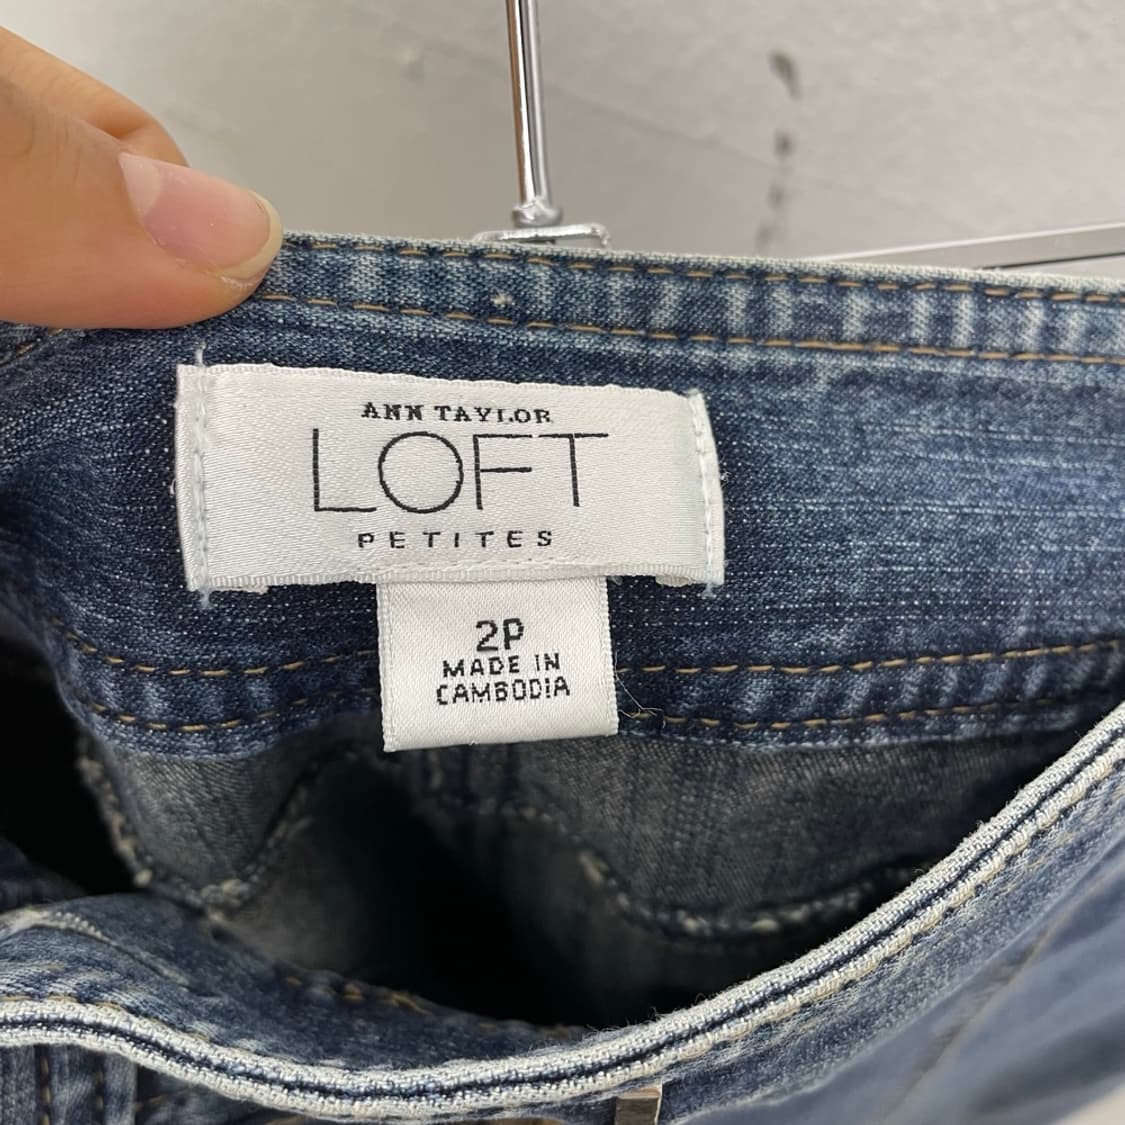 ANN TAYLOR
LOFT
PETITES
2P
MADE IN
CAMBODIA